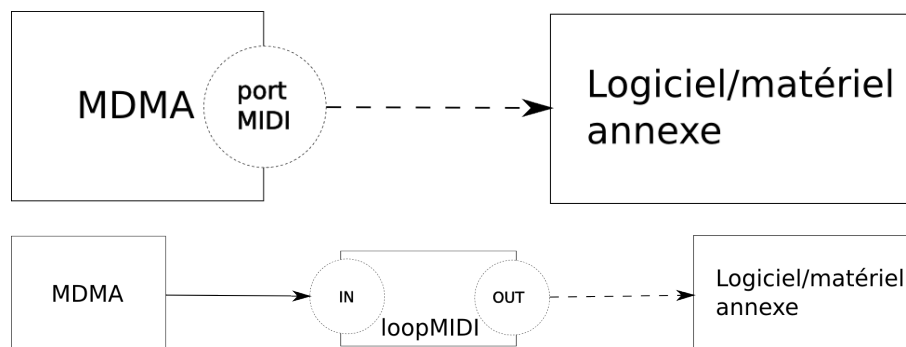 MDMA
port
MIDI
Logiciel/matériel
annexe
MDMA
IN
loopMIDI
OUT
Logiciel/matériel
annexe